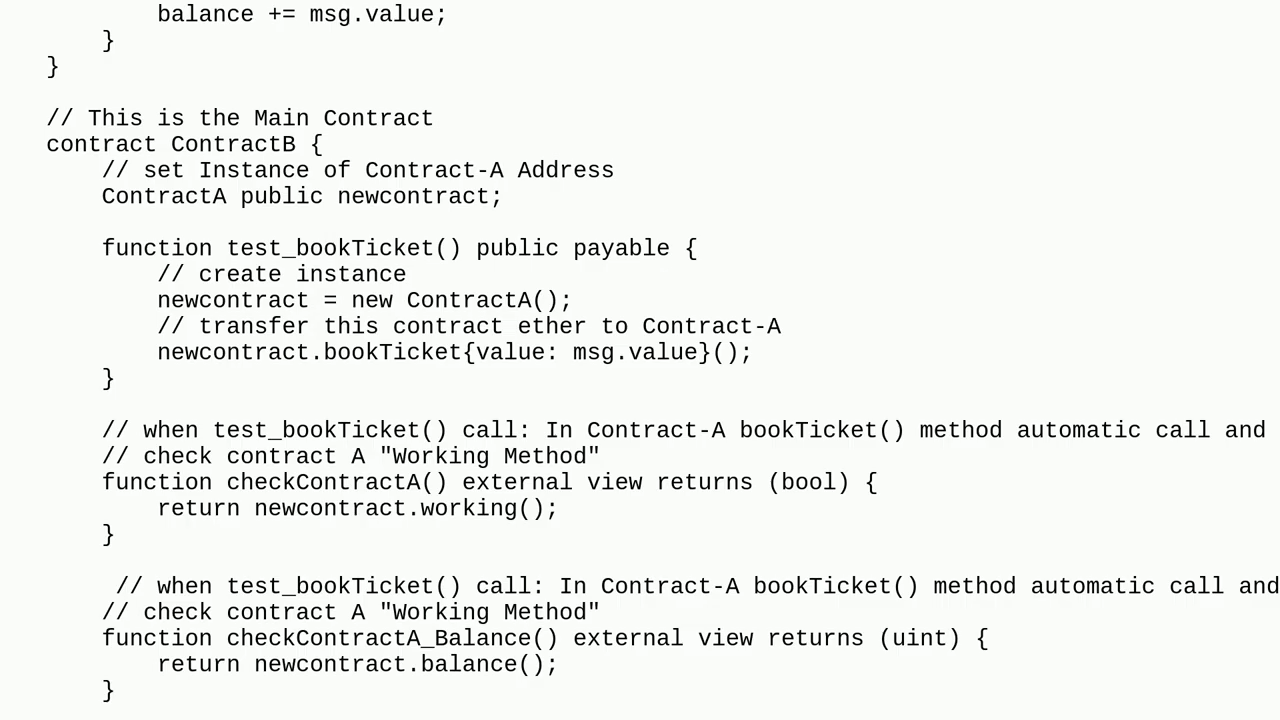 balance += msg.value;
}
}
// This is the Main Contract
contract ContractB {
// set Instance of Contract-A Address
ContractA public newcontract;
function test_bookTicket() public payable {
// create instance
newcontract = new ContractA();
// transfer this contract ether to Contract-A
newcontract.bookTicket{value: msg.value}();
}
// when test_bookTicket() call: In Contract-A bookTicket() method automatic call and
// check contract A "Working Method"
function checkContractA() external view returns (bool) {
return newcontract.working();
}
// when test_bookTicket() call: In Contract-A bookTicket() method automatic call and
// check contract A "Working Method"
function checkContractA_Balance() external view returns (uint) {
return newcontract.balance();
}